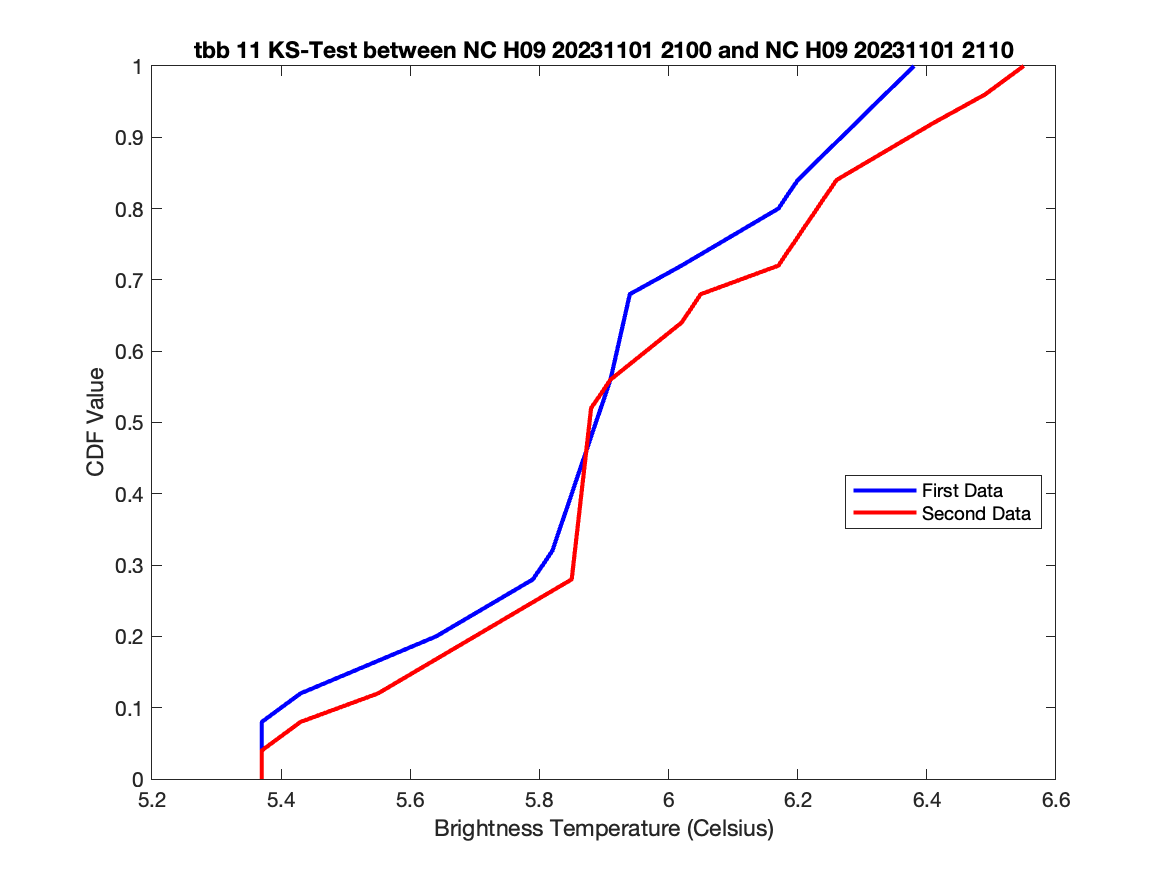 tbb 11 KS-Test between NC H09 20231101 2100 and NC H09 20231101 2110
1
0.9
0.8
0.7
0.6
0.5
0.4
0.3
0.2
0.1
0
CDF Value
First Data
Second Data
5.2 5.4 5.6 5.8 6 6.2 6.4 6.6
Brightness Temperature (Celsius)